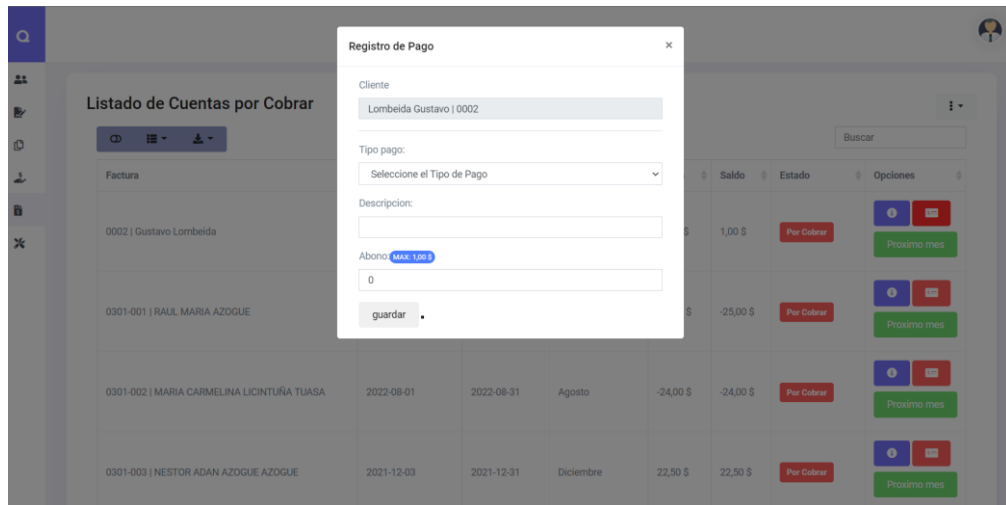 Registro de Pago
×
Cliente
Lombeida Gustavo | 0002
Tipo pago:
Seleccione el Tipo de Pago
Descripcion:
Abono: MAX: 1,00 $
0
guardar
Listado de Cuentas por Cobrar
Buscar
Factura Saldo Estado Opciones
0002 | Gustavo Lombeida $ 1,00 $ Por Cobrar
Proximo mes
0301-001 | RAUL MARIA AZOGUE $ -25,00 $ Por Cobrar
Proximo mes
0301-002 | MARIA CARMELINA LICINTUÑA TUASA 2022-08-01 2022-08-31 Agosto -24,00 $ -24,00 $ Por Cobrar
Proximo mes
0301-003 | NESTOR ADAN AZOGUE AZOGUE 2021-12-03 2021-12-31 Diciembre 22,50 $ 22,50 $ Por Cobrar
Proximo mes